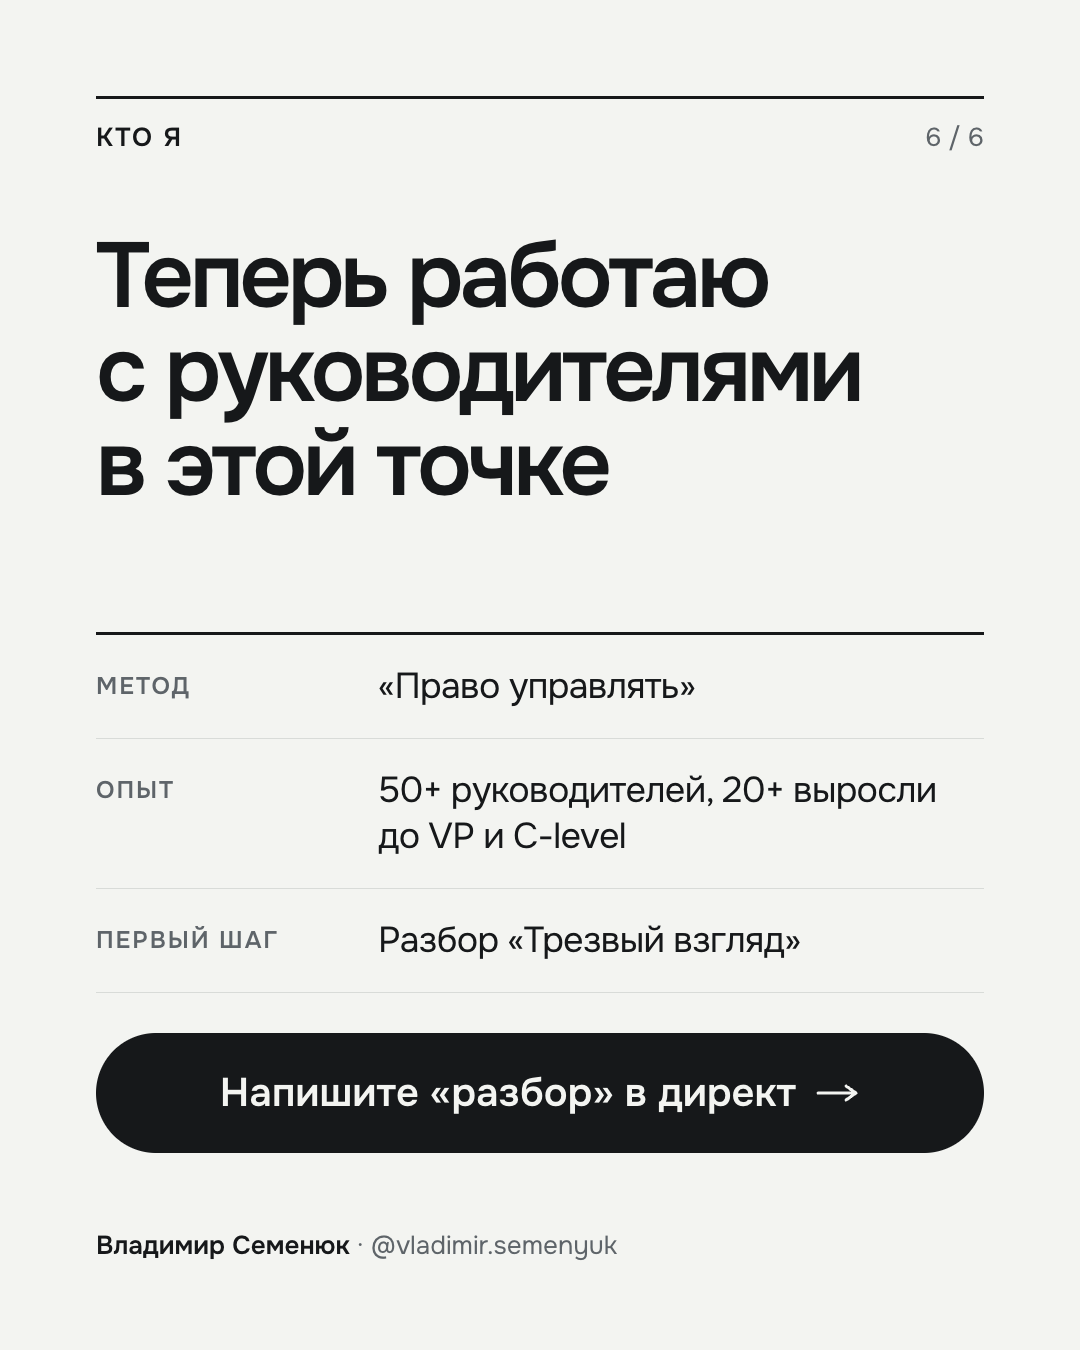 КТО Я
6 / 6
Теперь работаю
с руководителями
в этой точке
МЕТОД
«Право управлять»
ОПЫТ
50+ руководителей, 20+ выросли
до VP и C-level
ПЕРВЫЙ ШАГ
Разбор «Трезвый взгляд»
Напишите «разбор» в директ →
Владимир Семенюк · @vladimir.semenyuk